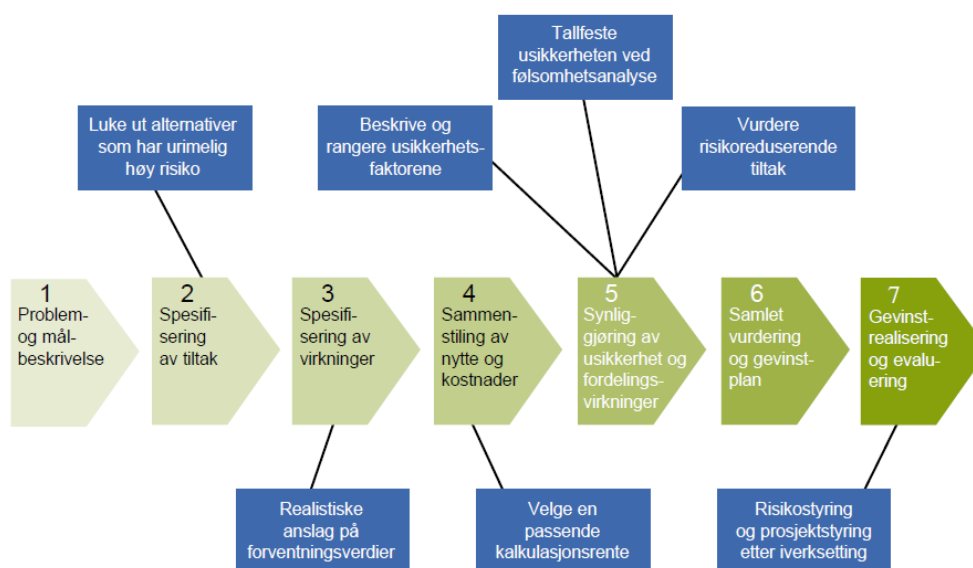 Tallfeste
usikkerheten ved
følsomhetsanalyse
Luke ut alternativer
som har urimelig
høy risiko
Beskrive og
rangere usikkerhets-
faktorene
Vurdere
risikoreduserende
tiltak
1
Problem-
og mål-
beskrivelse
2
Spesifi-
sering
av tiltak
3
Spesifi-
sering av
virkninger
4
Sammen-
stiling av
nytte og
kostnader
5
Synlig-
gjøring av
usikkerhet og
fordelings-
virkninger
6
Samlet
vurdering
og gevinst-
plan
7
Gevinst-
realisering
og evalu-
ering
Realistiske
anslag på
forventningsverdier
Velge en
passende
kalkulasjonsrente
Risikostyring
og prosjektstyring
etter iverksetting